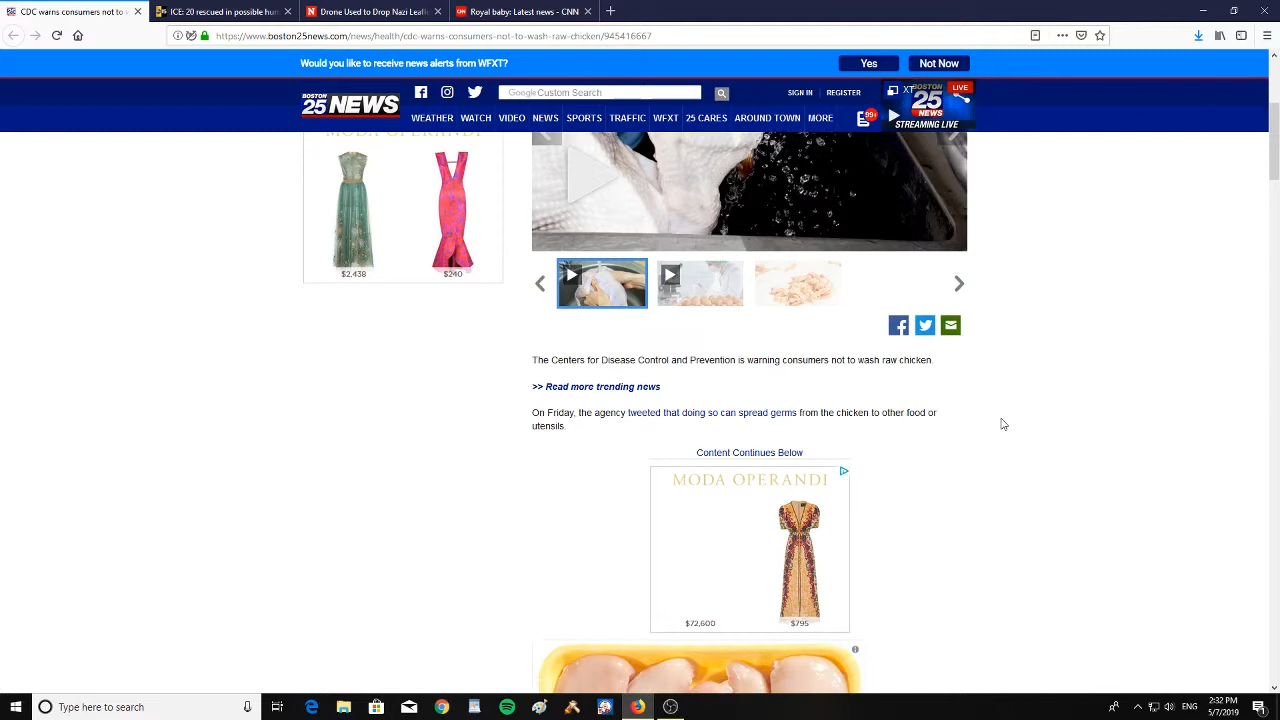 CDC warns consumers not to w
ICE: 20 rescued in possible hum
Drone Used to Drop Nazi Leafle
Royal baby: Latest news - CNN
https://www.boston25news.com/news/health/cdc-warns-consumers-not-to-wash-raw-chicken/945416667
Would you like to receive news alerts from WFXT?
Yes
Not Now
BOSTON
25 NEWS
Google Custom Search
SIGN IN
REGISTER
XT
BOSTON
25
NEWS
LIVE
STREAMING LIVE
WEATHER WATCH VIDEO NEWS SPORTS TRAFFIC WFXT 25 CARES AROUND TOWN MORE
99+
MODA OPERANDI
$2,438
$240
The Centers for Disease Control and Prevention is warning consumers not to wash raw chicken.
>> Read more trending news
On Friday, the agency tweeted that doing so can spread germs from the chicken to other food or
utensils.
Content Continues Below
MODA OPERANDI
$72,600
$795
Type here to search
ENG
2:32 PM
5/7/2019